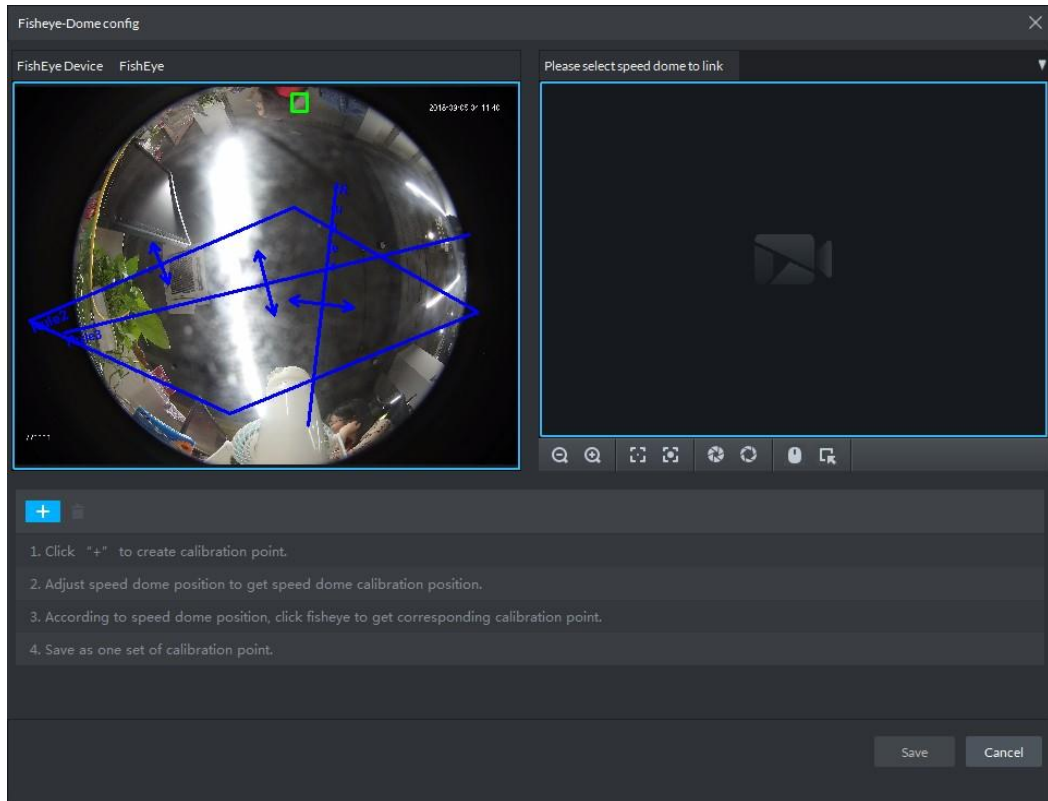 Fisheye-Dome config
FishEye Device FishEye
Please select speed dome to link
1. Click "+" to create calibration point.
2. Adjust speed dome position to get speed dome calibration position.
3. According to speed dome position, click fisheye to get corresponding calibration point.
4. Save as one set of calibration point.
Save
Cancel